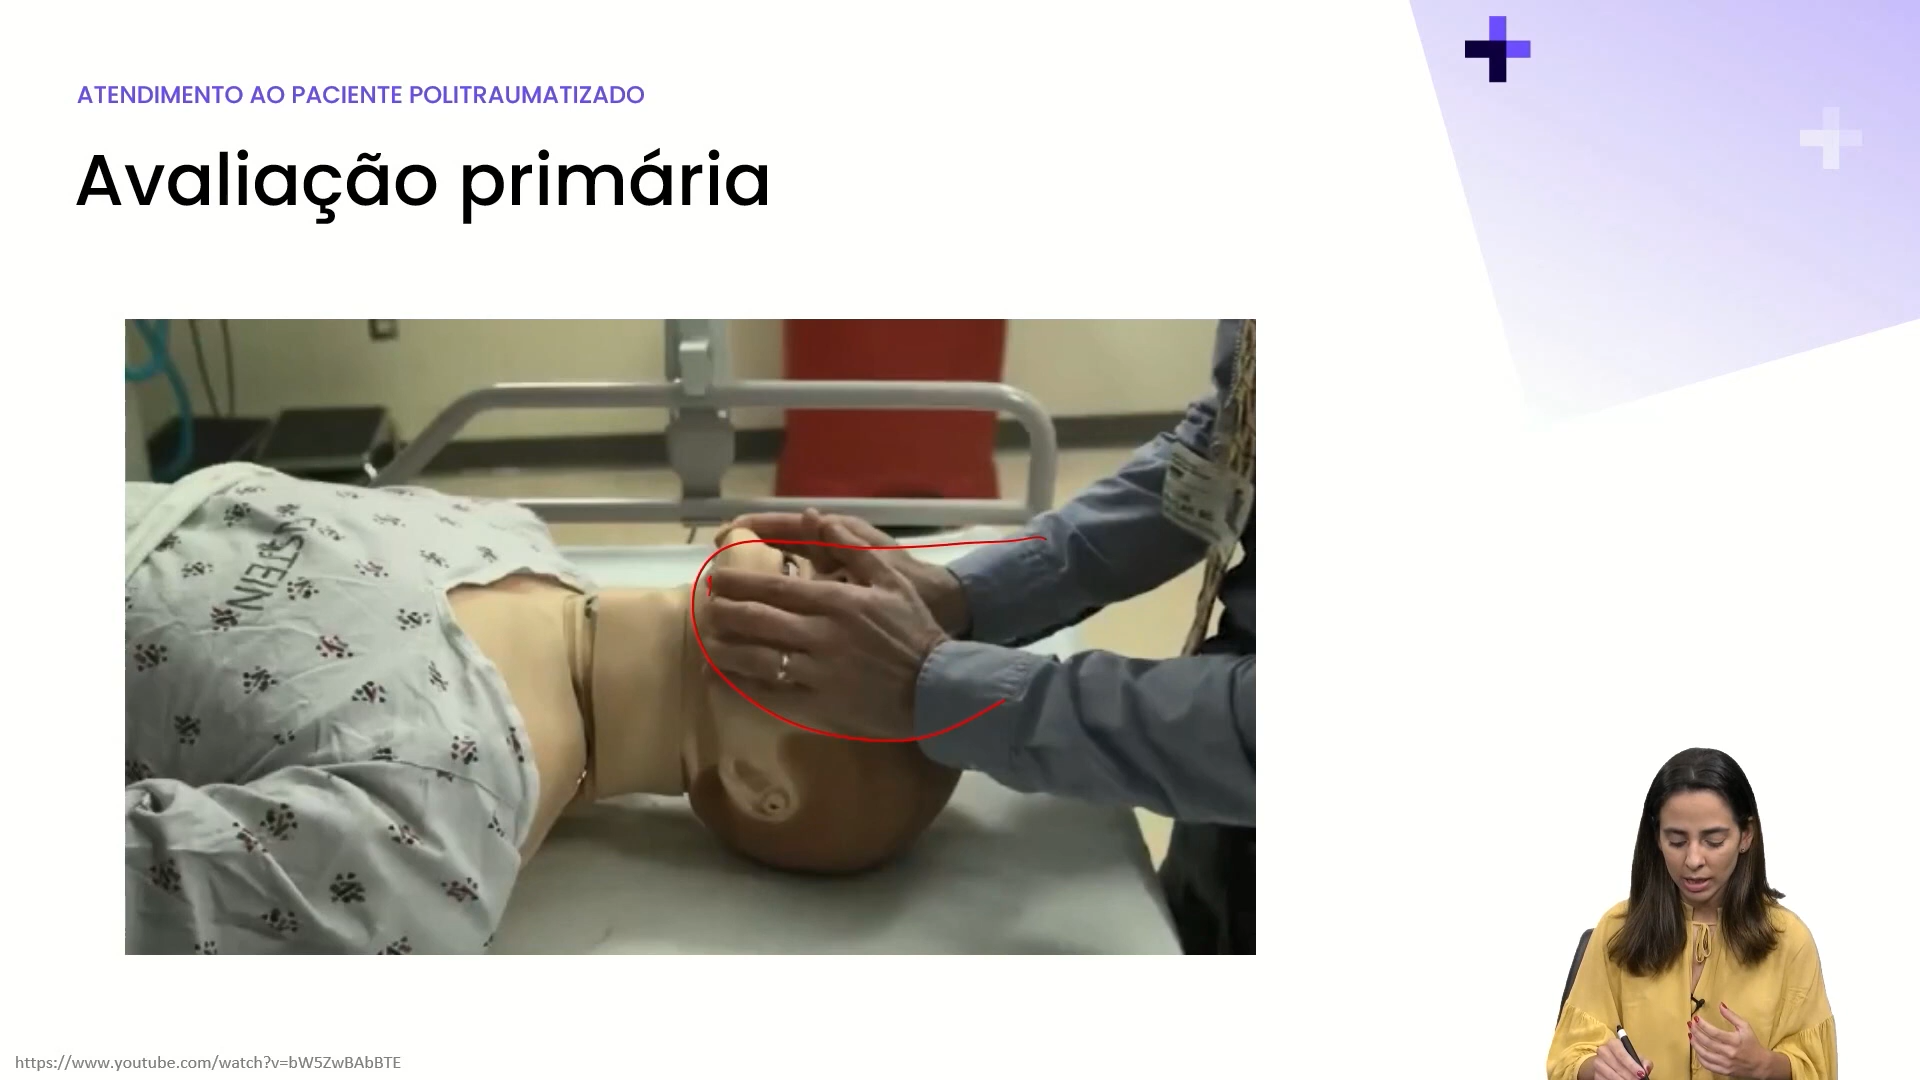 ATENDIMENTO AO PACIENTE POLITRAUMATIZADO
Avaliação primária
https://www.youtube.com/watch?v=bW5ZwBAbBTE